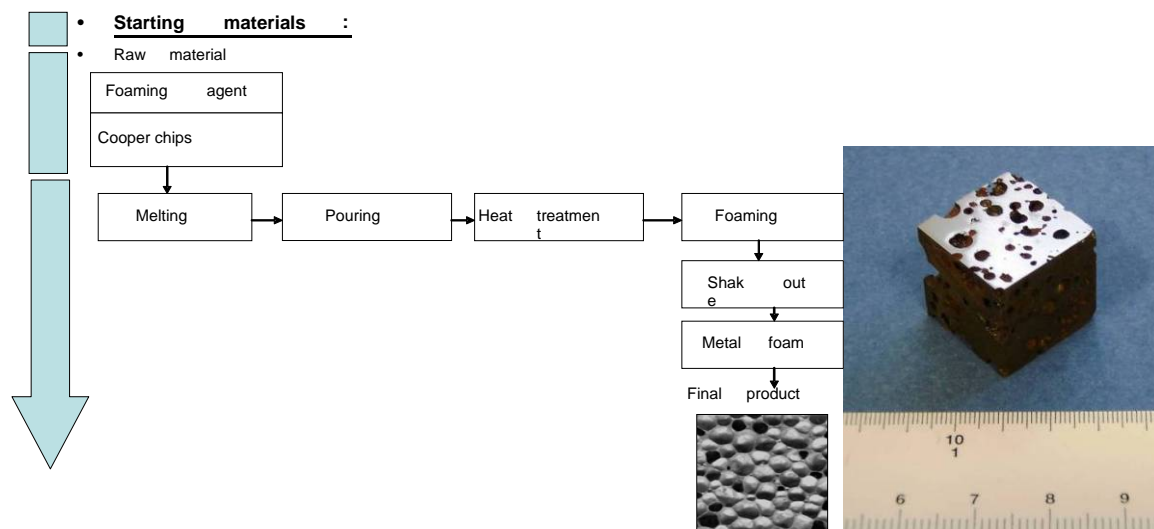 • Starting materials :
• Raw material
Foaming agent
Cooper chips
Melting
Pouring
Heat treatmen
t
Foaming
Shak out
e
Metal foam
Final product
10
1
6 7 8 9